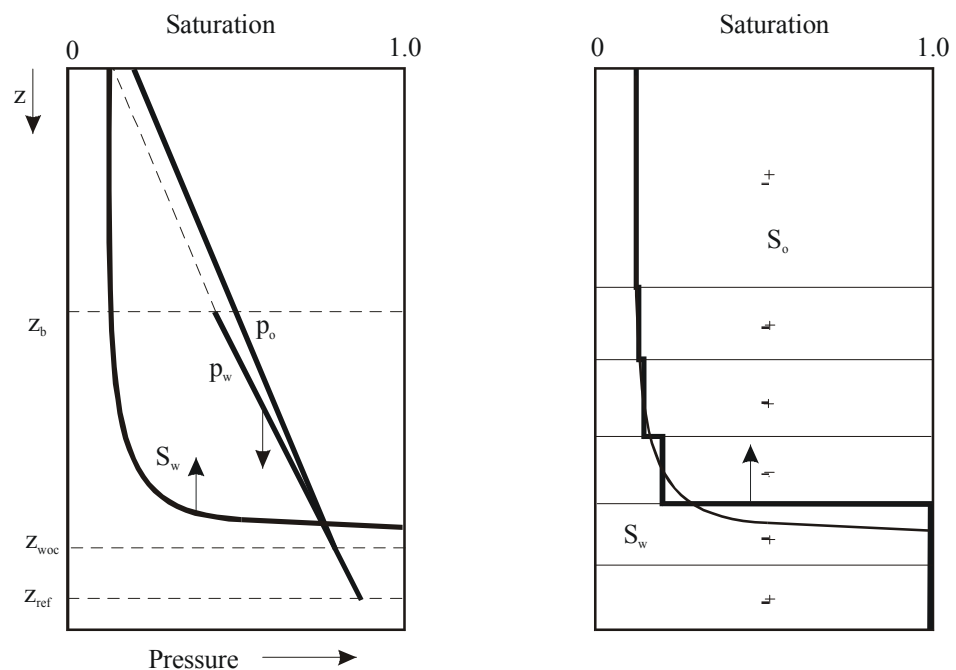 Saturation
0 1.0
z
z_b
p_o
p_w
S_w
z_woc
z_ref
Pressure
Saturation
0 1.0
S_o
S_w